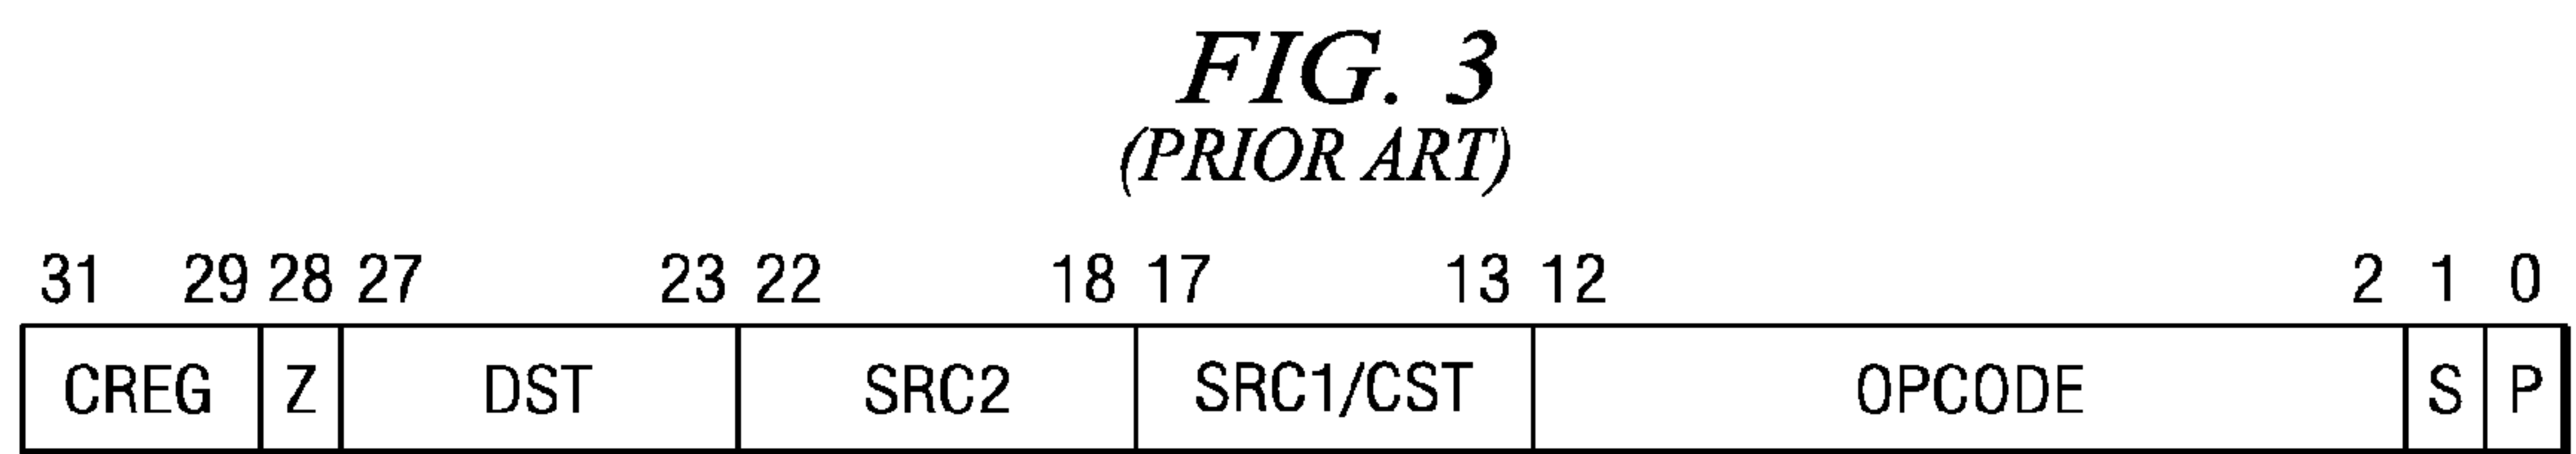 FIG. 3
(PRIOR ART)
31 29 28 27 23 22 18 17 13 12 2 1 0
CREG Z DST SRC2 SRC1/CST OPCODE S P